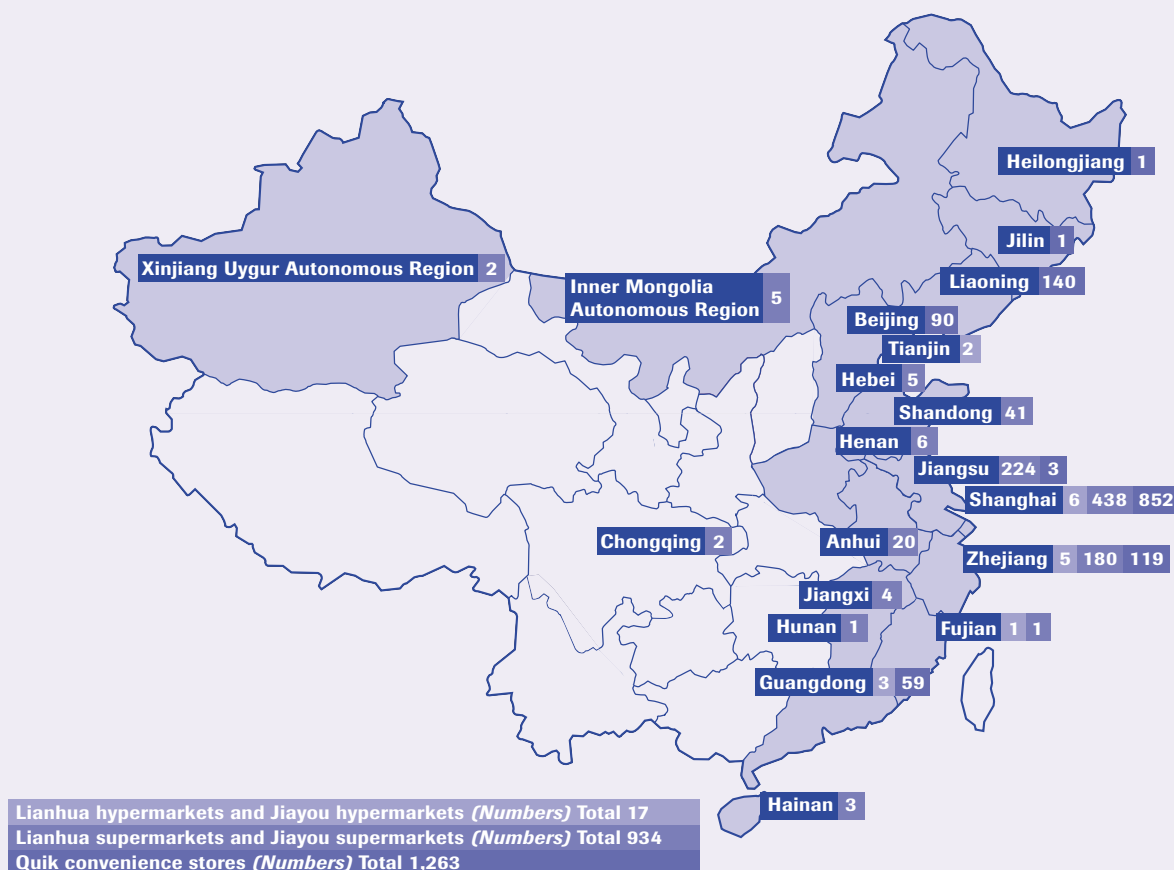 Heilongjiang 1
Jilin 1
Xinjiang Uygur Autonomous Region 2
Inner Mongolia
Autonomous Region 5
Liaoning 140
Beijing 90
Tianjin 2
Hebei 5
Shandong 41
Henan 6
Jiangsu 224 3
Shanghai 6 438 852
Chongqing 2
Anhui 20
Zhejiang 5 180 119
Jiangxi 4
Hunan 1
Fujian 1 1
Guangdong 3 59
Hainan 3
Lianhua hypermarkets and Jiayou hypermarkets (Numbers) Total 17
Lianhua supermarkets and Jiayou supermarkets (Numbers) Total 934
Quik convenience stores (Numbers) Total 1,263